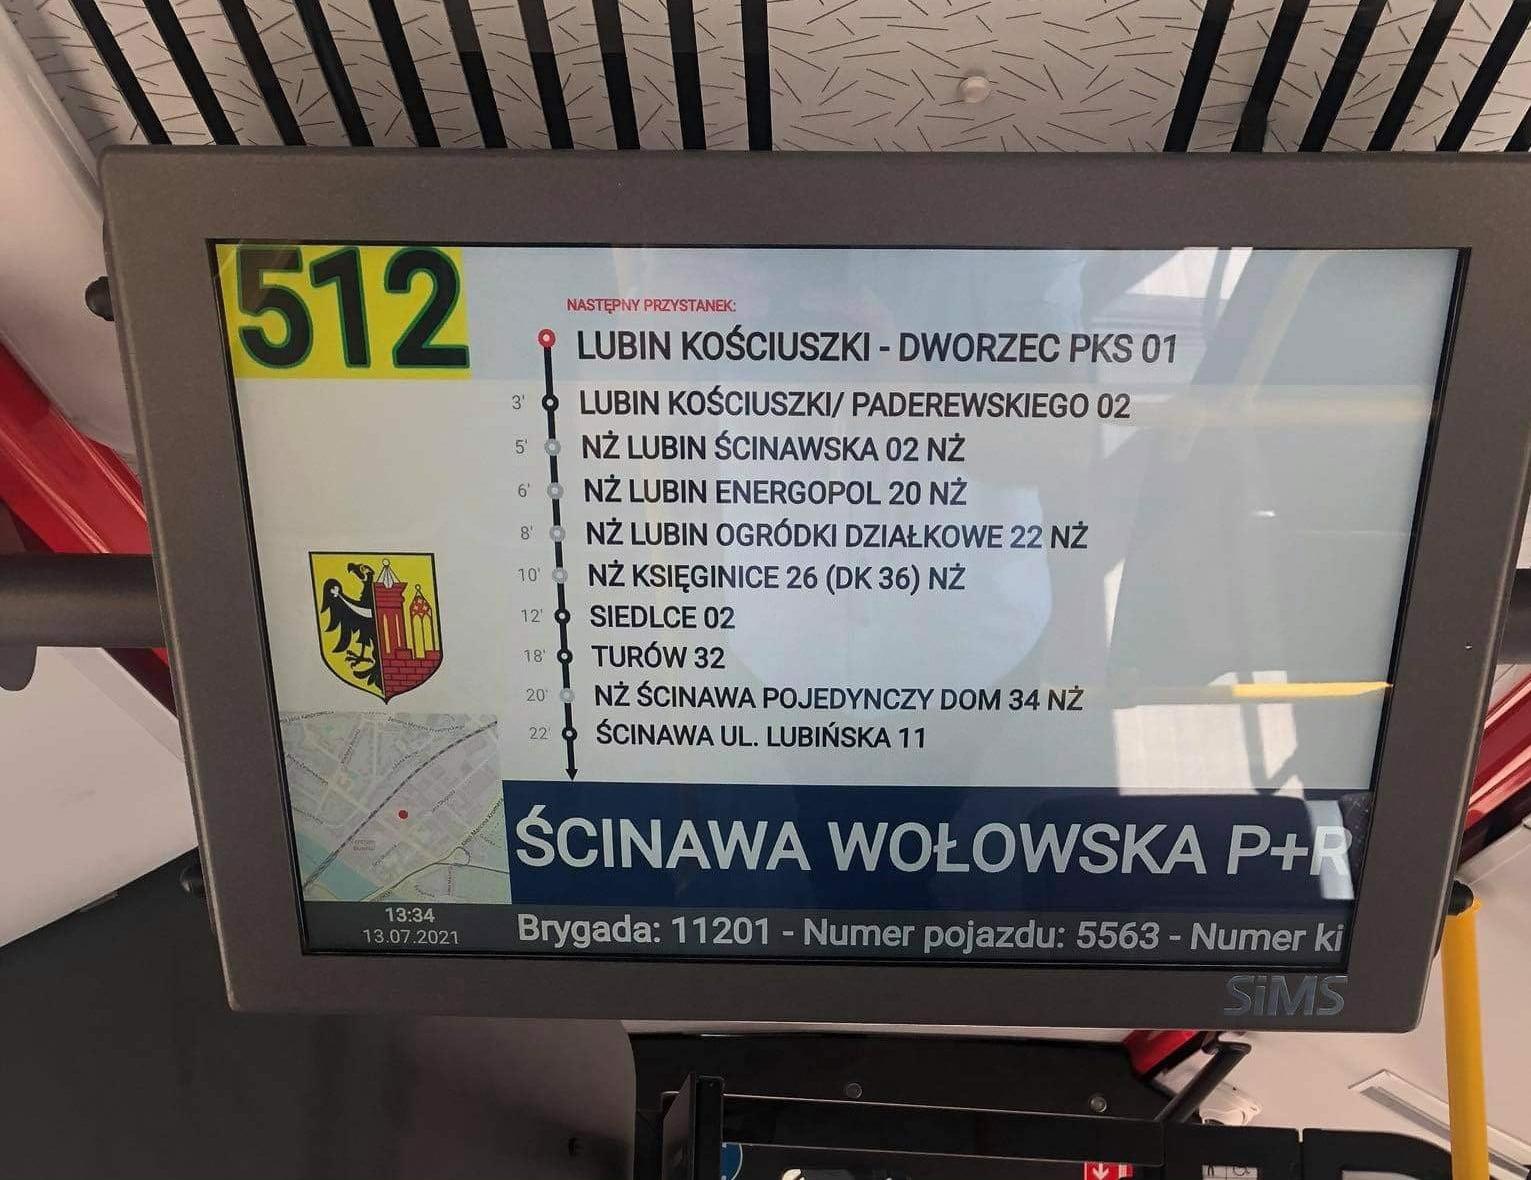 512
NASTĘPNY PRZYSTANEK:
LUBIN KOŚCIUSZKI - DWORZEC PKS 01
3' LUBIN KOŚCIUSZKI/ PADEREWSKIEGO 02
5' NŻ LUBIN ŚCINAWSKA 02 NŻ
6' NŻ LUBIN ENERGOPOL 20 NŻ
8' NŻ LUBIN OGRÓDKI DZIAŁKOWE 22 NŻ
10' NŻ KSIĘGINICE 26 (DK 36) NŻ
12' SIEDLCE 02
18' TURÓW 32
20' NŻ ŚCINAWA POJEDYNCZY DOM 34 NŻ
22' ŚCINAWA UL. LUBIŃSKA 11
ŚCINAWA WOŁOWSKA P+R
13:34
13.07.2021
Brygada: 11201 - Numer pojazdu: 5563 - Numer ki
SiMS